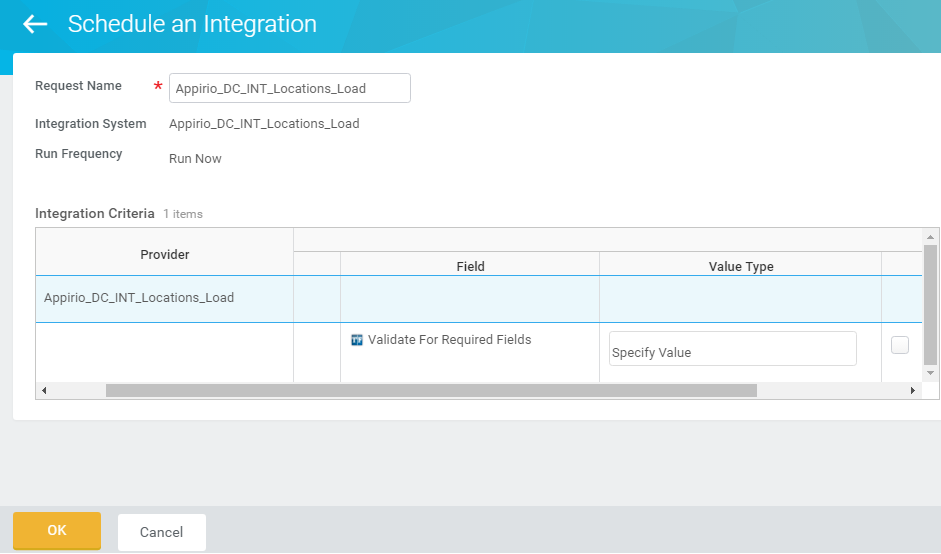 Schedule an Integration
Request Name * Appirio_DC_INT_Locations_Load
Integration System Appirio_DC_INT_Locations_Load
Run Frequency Run Now
Integration Criteria 1 items
Provider
Field Value Type
Appirio_DC_INT_Locations_Load
Validate For Required Fields Specify Value
OK Cancel